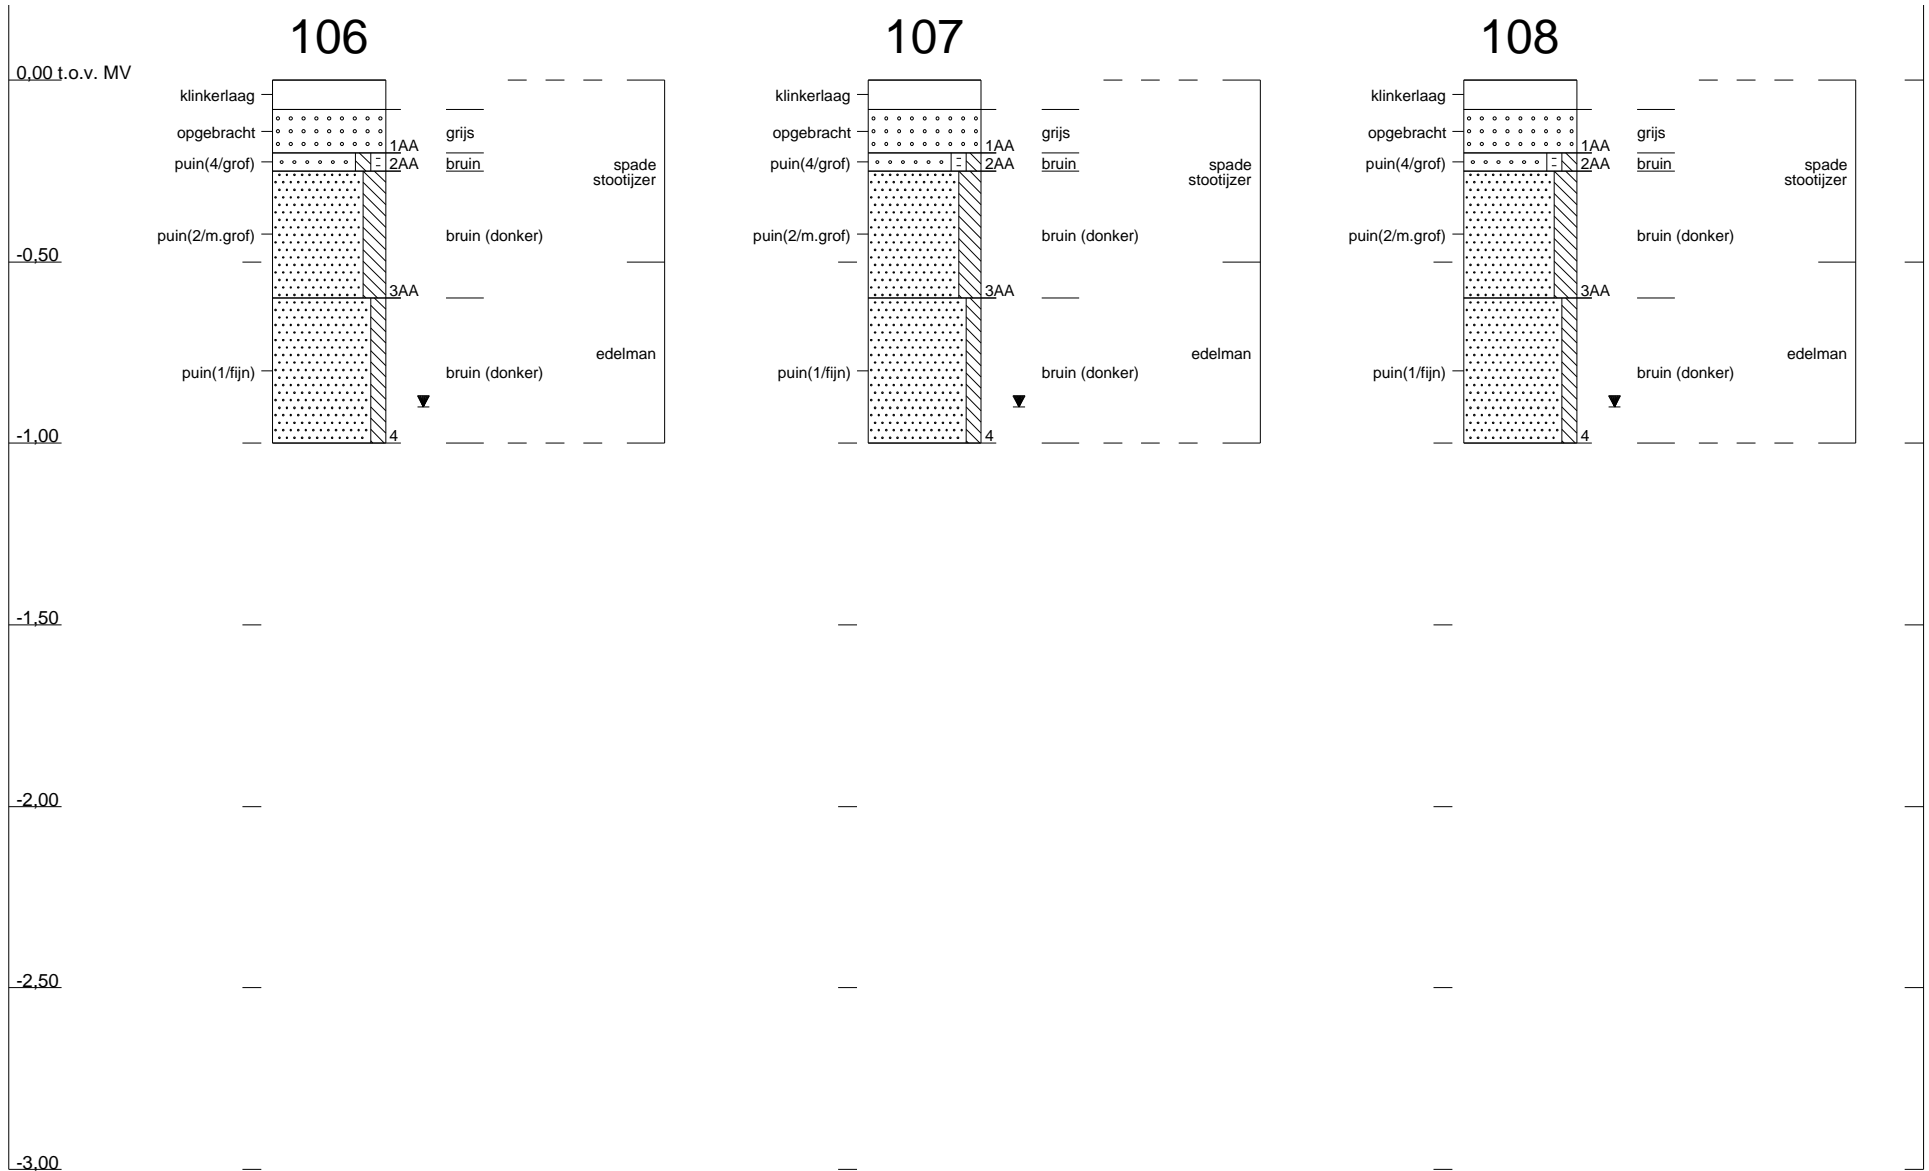 106
107
108
0,00 t.o.v. MV
-0,50
-1,00
-1,50
-2,00
-2,50
-3,00
klinkerlaag
opgebracht
puin(4/grof)
puin(2/m.grof)
puin(1/fijn)
1AA
2AA
3AA
4
grijs
bruin
bruin (donker)
bruin (donker)
spade
stootijzer
edelman
klinkerlaag
opgebracht
puin(4/grof)
puin(2/m.grof)
puin(1/fijn)
1AA
2AA
3AA
4
grijs
bruin
bruin (donker)
bruin (donker)
spade
stootijzer
edelman
klinkerlaag
opgebracht
puin(4/grof)
puin(2/m.grof)
puin(1/fijn)
1AA
2AA
3AA
4
grijs
bruin
bruin (donker)
bruin (donker)
spade
stootijzer
edelman